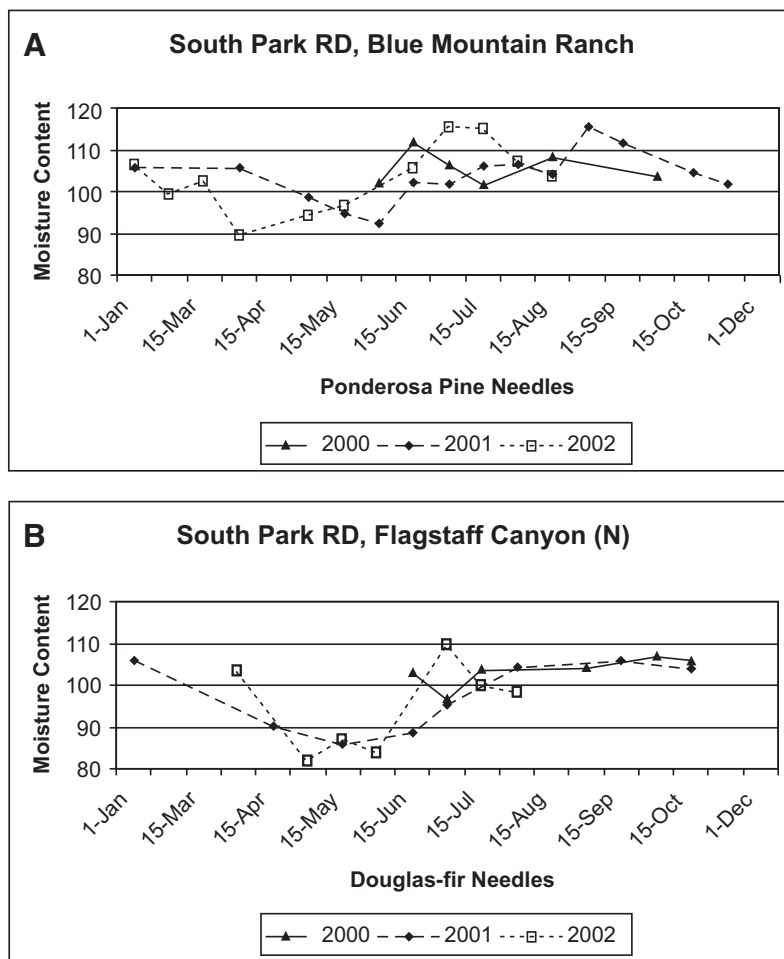 A
South Park RD, Blue Mountain Ranch
Moisture Content
120
110
100
90
80
1-Jan
15-Mar
15-Apr
15-May
15-Jun
15-Jul
15-Aug
15-Sep
15-Oct
1-Dec
Ponderosa Pine Needles
2000 2001 2002
B
South Park RD, Flagstaff Canyon (N)
Moisture Content
120
110
100
90
80
1-Jan
15-Mar
15-Apr
15-May
15-Jun
15-Jul
15-Aug
15-Sep
15-Oct
1-Dec
Douglas-fir Needles
2000 2001 2002